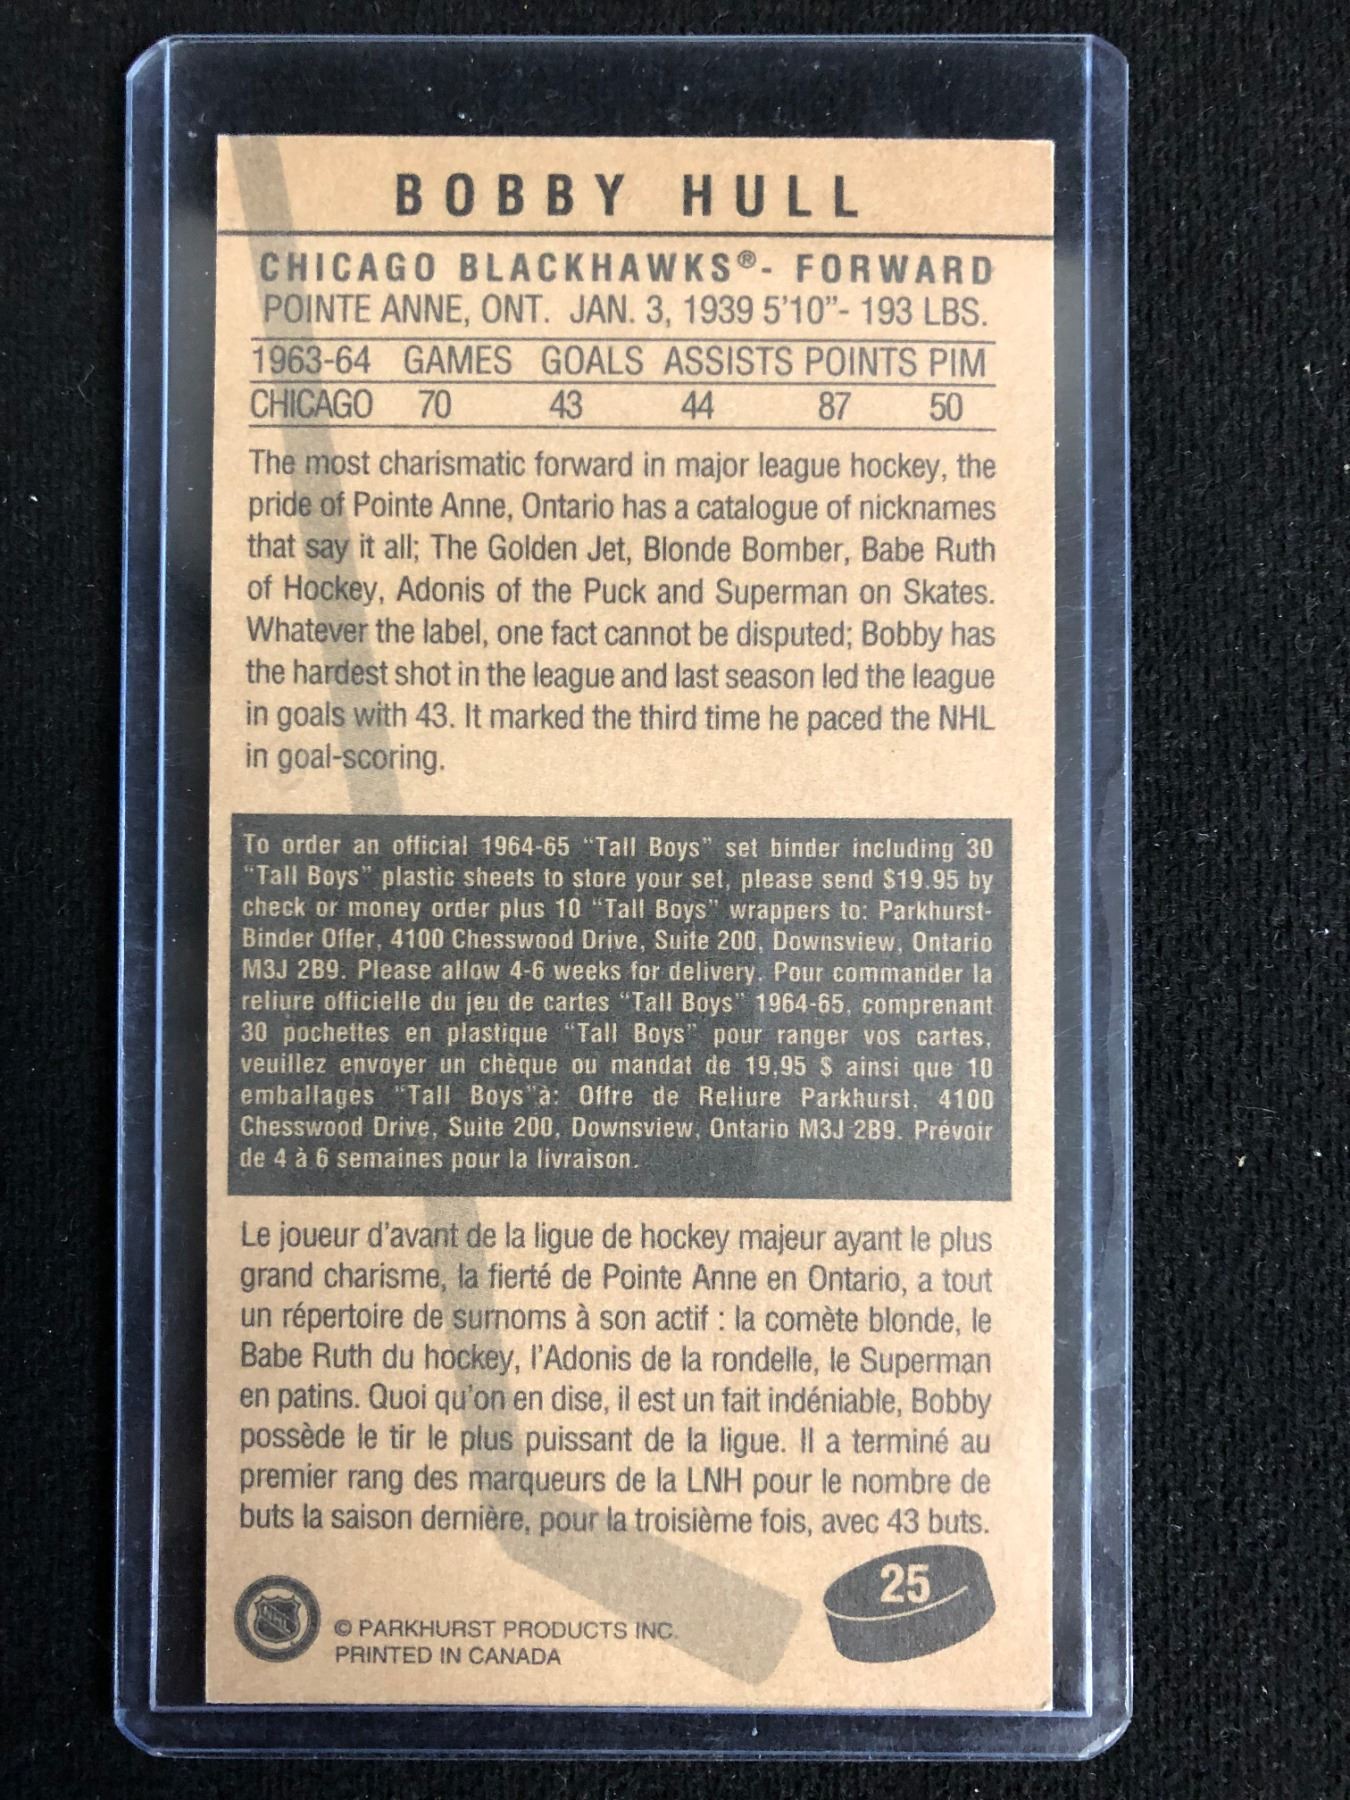 BOBBY HULL
CHICAGO BLACKHAWKS®- FORWARD
POINTE ANNE, ONT. JAN. 3, 1939 5'10"- 193 LBS.
1963-64 GAMES GOALS ASSISTS POINTS PIM
CHICAGO 70 43 44 87 50
The most charismatic forward in major league hockey, the
pride of Pointe Anne, Ontario has a catalogue of nicknames
that say it all; The Golden Jet, Blonde Bomber, Babe Ruth
of Hockey, Adonis of the Puck and Superman on Skates.
Whatever the label, one fact cannot be disputed; Bobby has
the hardest shot in the league and last season led the league
in goals with 43. It marked the third time he paced the NHL
in goal-scoring.
To order an official 1964-65 "Tall Boys" set binder including 30
"Tall Boys" plastic sheets to store your set, please send $19.95 by
check or money order plus 10 "Tall Boys" wrappers to: Parkhurst-
Binder Offer, 4100 Chesswood Drive, Suite 200, Downsview, Ontario
M3J 2B9. Please allow 4-6 weeks for delivery. Pour commander la
reliure officielle du jeu de cartes "Tall Boys" 1964-65, comprenant
30 pochettes en plastique "Tall Boys" pour ranger vos cartes,
veuillez envoyer un chèque ou mandat de 19,95 $ ainsi que 10
emballages "Tall Boys"à: Offre de Reliure Parkhurst, 4100
Chesswood Drive, Suite 200, Downsview, Ontario M3J 2B9. Prévoir
de 4 à 6 semaines pour la livraison.
Le joueur d'avant de la ligue de hockey majeur ayant le plus
grand charisme, la fierté de Pointe Anne en Ontario, a tout
un répertoire de surnoms à son actif : la comète blonde, le
Babe Ruth du hockey, l'Adonis de la rondelle, le Superman
en patins. Quoi qu'on en dise, il est un fait indéniable, Bobby
possède le tir le plus puissant de la ligue. Il a terminé au
premier rang des marqueurs de la LNH pour le nombre de
buts la saison dernière, pour la troisième fois, avec 43 buts.
25
NHL
© PARKHURST PRODUCTS INC.
PRINTED IN CANADA